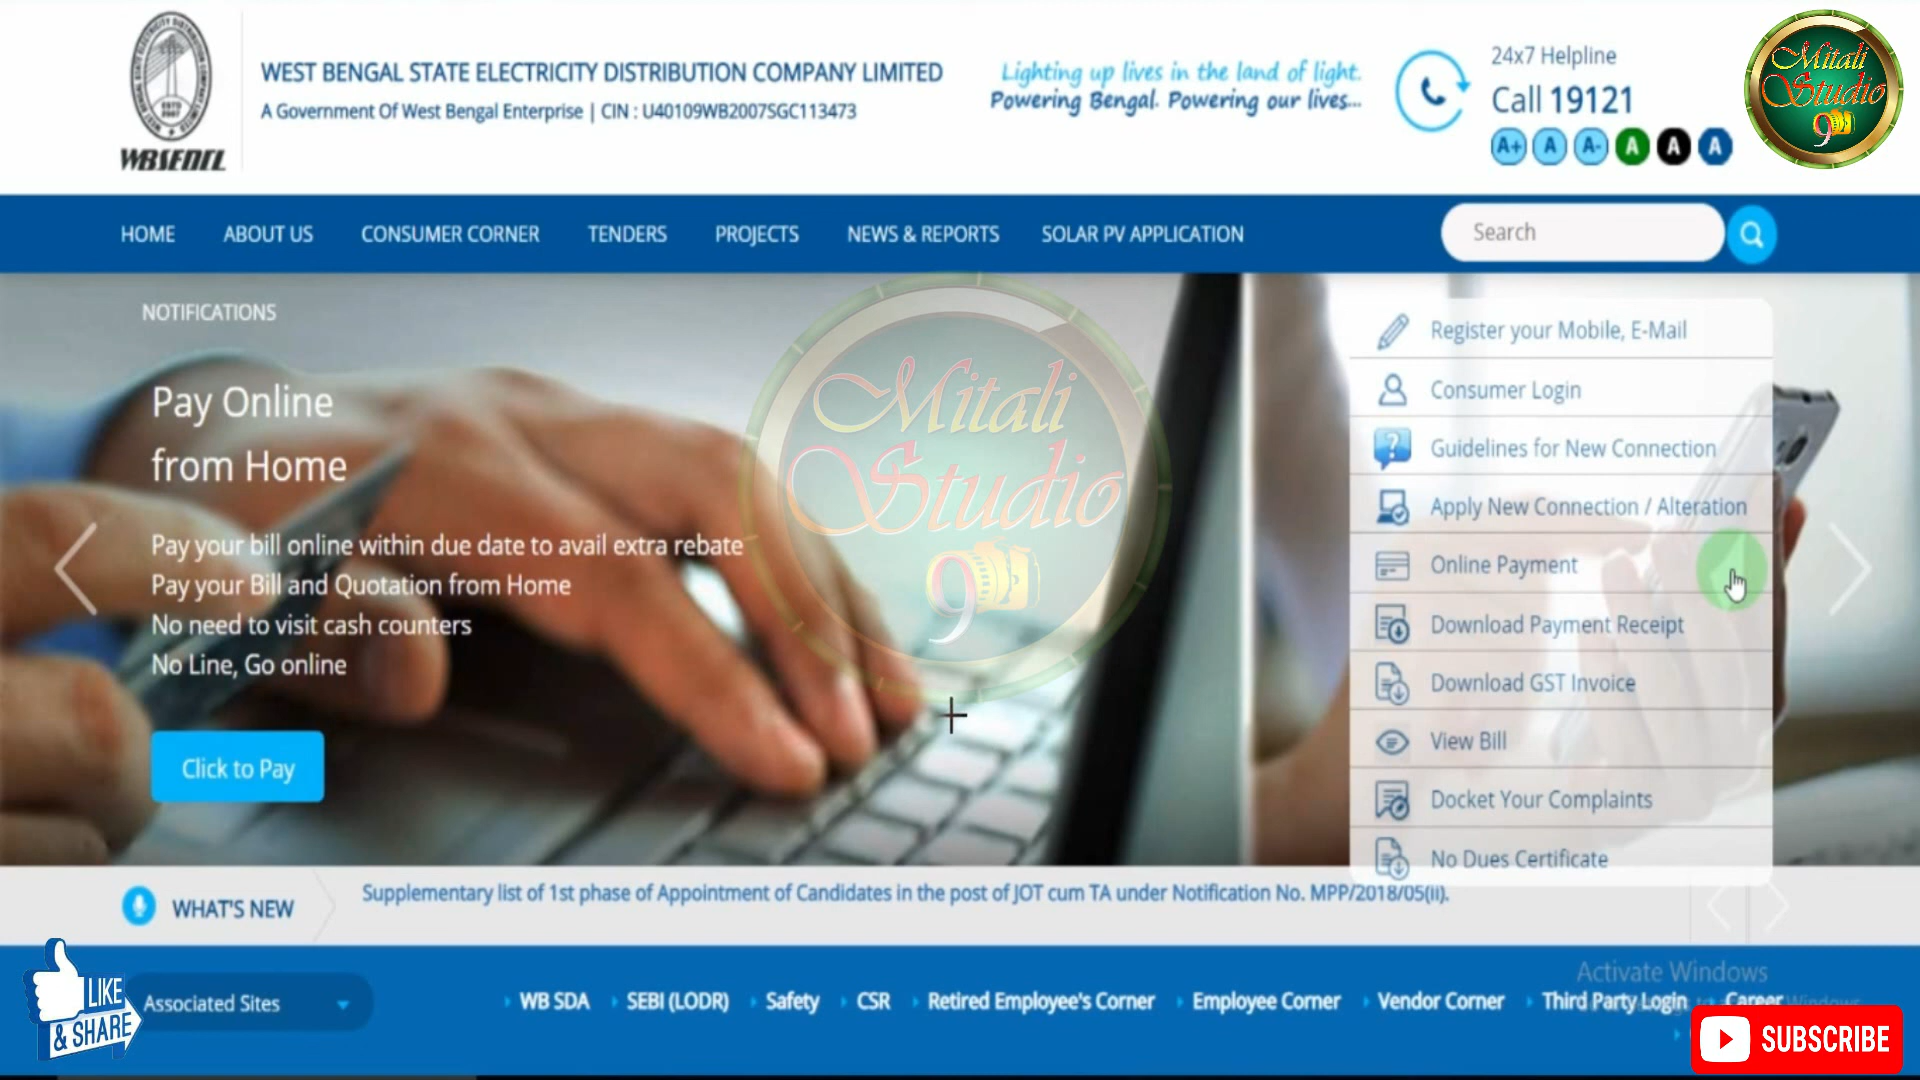 WEST BENGAL STATE ELECTRICITY DISTRIBUTION COMPANY LIMITED
A Government Of West Bengal Enterprise | CIN : U40109WB2007SGC113473
WBSEDCL
Lighting up lives in the land of light.
Powering Bengal. Powering our lives...
24x7 Helpline
Call 19121
A+ A A- A A A
Mitali
Studio
9
HOME ABOUT US CONSUMER CORNER TENDERS PROJECTS NEWS & REPORTS SOLAR PV APPLICATION Search
NOTIFICATIONS
Pay Online
from Home
Pay your bill online within due date to avail extra rebate
Pay your Bill and Quotation from Home
No need to visit cash counters
No Line, Go online
Click to Pay
Mitali
Studio
9
Register your Mobile, E-Mail
Consumer Login
Guidelines for New Connection
Apply New Connection / Alteration
Online Payment
Download Payment Receipt
Download GST Invoice
View Bill
Docket Your Complaints
No Dues Certificate
WHAT'S NEW
Supplementary list of 1st phase of Appointment of Candidates in the post of JOT cum TA under Notification No. MPP/2018/05(ii).
Activate Windows
LIKE
& SHARE
Associated Sites
WB SDA SEBI (LODR) Safety CSR Retired Employee's Corner Employee Corner Vendor Corner Third Party Login Career
SUBSCRIBE